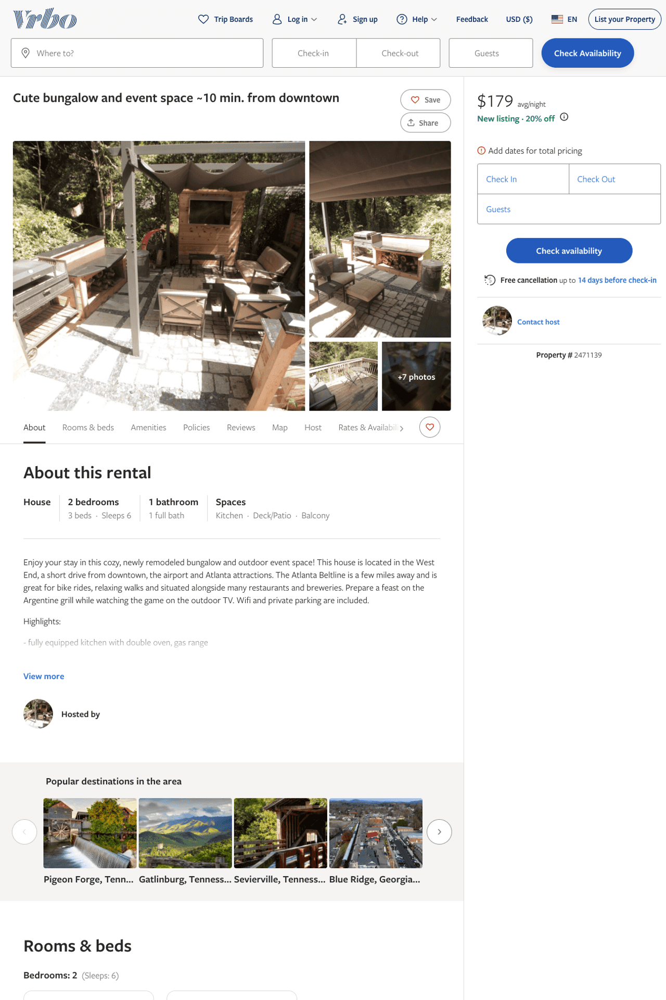 Vrbo
Trip Boards
Log in
Sign up
Help
Feedback
USD ($)
EN
List your Property
Where to?
Check-in
Check-out
Guests
Check Availability
Cute bungalow and event space ~10 min. from downtown
Save
Share
$179 avg/night
New listing · 20% off
Add dates for total pricing
Check In
Check Out
Guests
Check availability
Free cancellation up to 14 days before check-in
Contact host
Property # 2471139
+7 photos
About
Rooms & beds
Amenities
Policies
Reviews
Map
Host
Rates & Availabili
About this rental
House
2 bedrooms
3 beds · Sleeps 6
1 bathroom
1 full bath
Spaces
Kitchen · Deck/Patio · Balcony
Enjoy your stay in this cozy, newly remodeled bungalow and outdoor event space! This house is located in the West
End, a short drive from downtown, the airport and Atlanta attractions. The Atlanta Beltline is a few miles away and is
great for bike rides, relaxing walks and situated alongside many restaurants and breweries. Prepare a feast on the
Argentine grill while watching the game on the outdoor TV. Wifi and private parking are included.
Highlights:
- fully equipped kitchen with double oven, gas range
View more
Hosted by
Popular destinations in the area
Pigeon Forge, Tenn...
Gatlinburg, Tenness...
Sevierville, Tenness...
Blue Ridge, Georgia...
Rooms & beds
Bedrooms: 2 (Sleeps: 6)